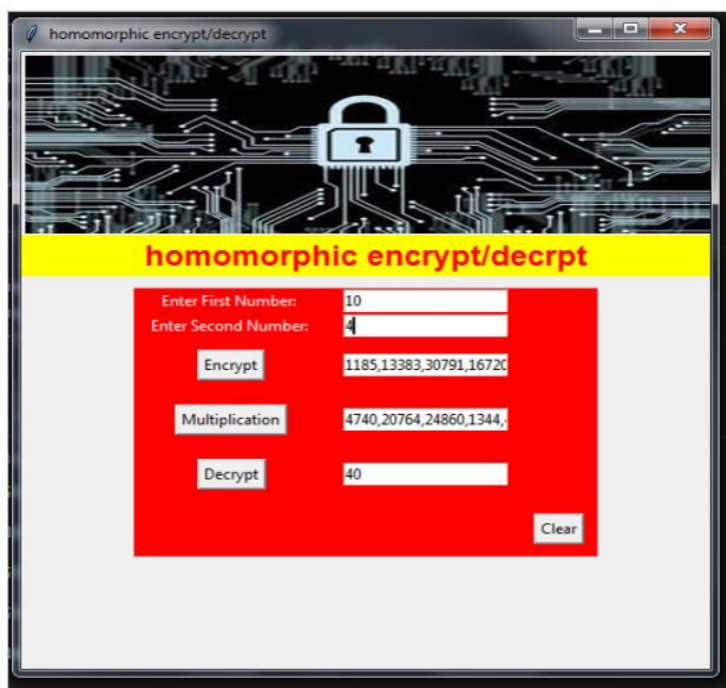 homomorphic encrypt/decrypt
homomorphic encrypt/decrpt
Enter First Number: 10
Enter Second Number: 4
Encrypt 1185,13383,30791,16720
Multiplication 4740,20764,24860,1344,
Decrypt 40
Clear